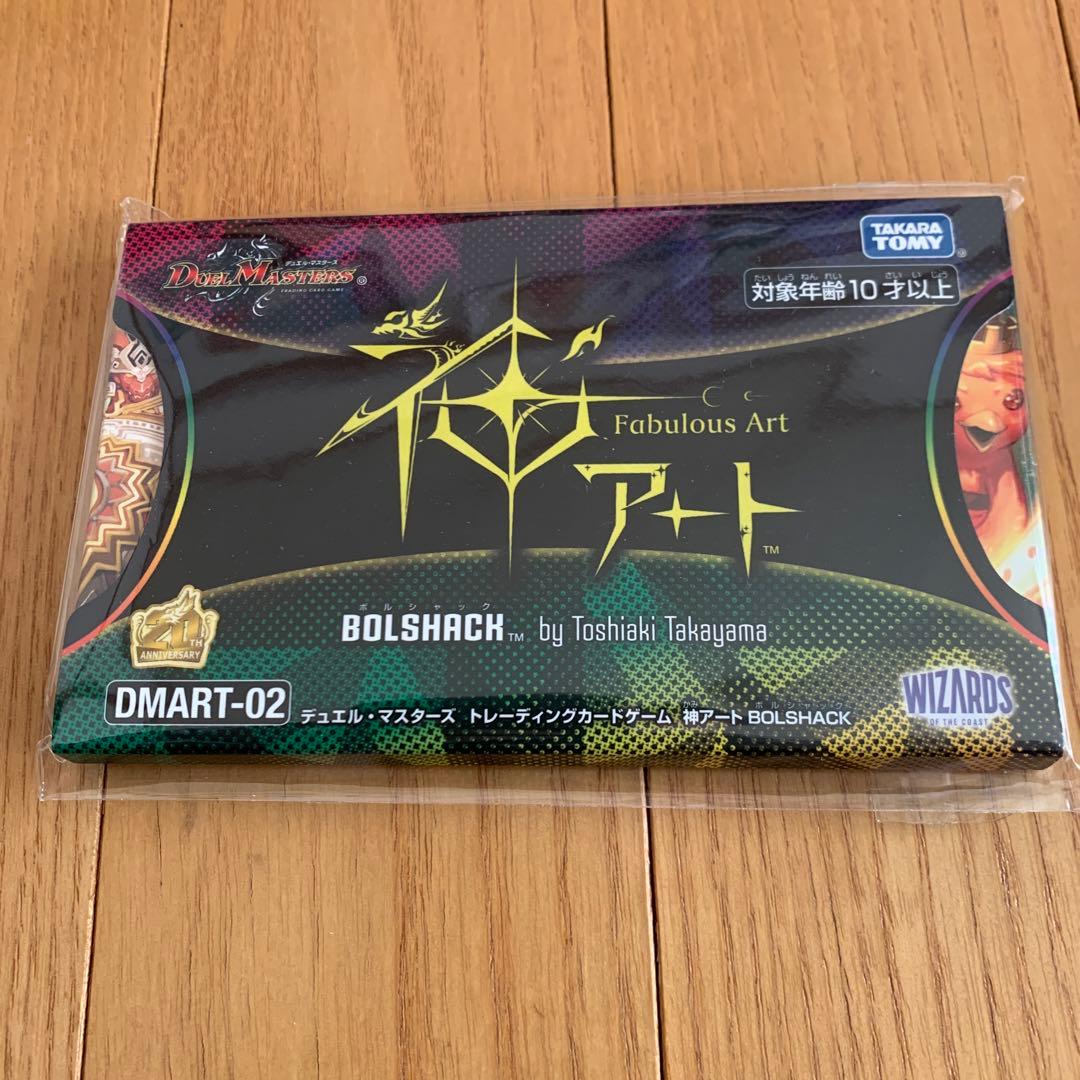 デュエル・マスターズ
DUEL MASTERS®
TRADING CARD GAME
TAKARA
TOMY®
たいしょうねんれい さいいじょう
対象年齢10才以上
神
Fabulous Art
アート™
ボルシャック
BOLSHACK™ by Toshiaki Takayama
20TH
ANNIVERSARY
DMART-02
かみ ボルシャック
デュエル・マスターズ トレーディングカードゲーム 神アート BOLSHACK
WIZARDS
OF THE COAST